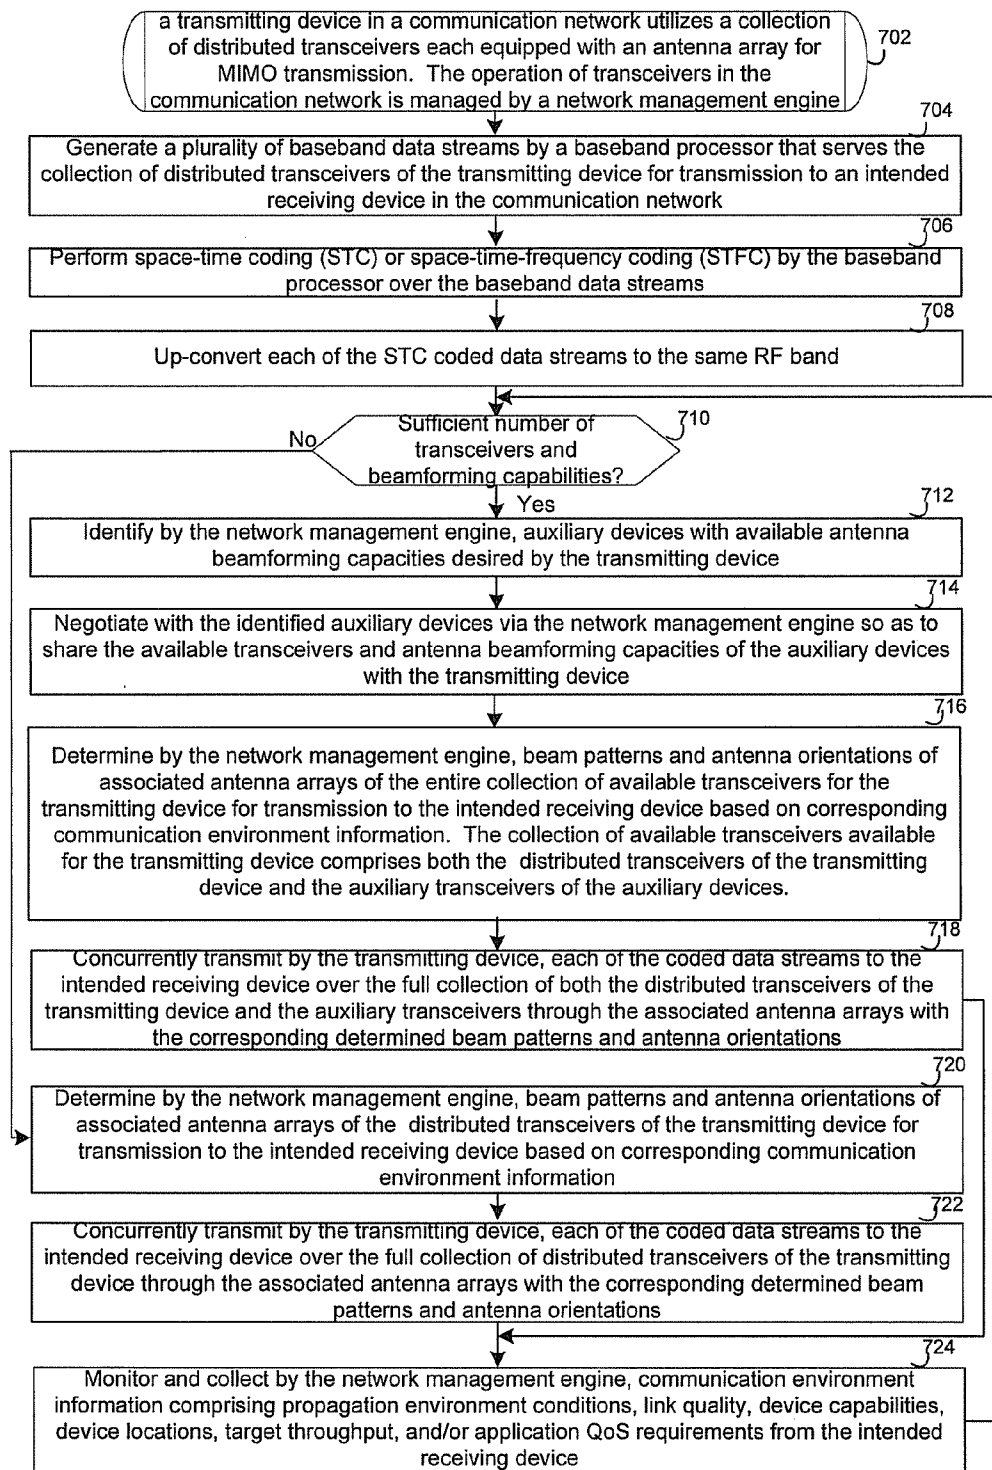 a transmitting device in a communication network utilizes a collection
of distributed transceivers each equipped with an antenna array for
MIMO transmission. The operation of transceivers in the
communication network is managed by a network management engine
702
704
Generate a plurality of baseband data streams by a baseband processor that serves the
collection of distributed transceivers of the transmitting device for transmission to an intended
receiving device in the communication network
706
Perform space-time coding (STC) or space-time-frequency coding (STFC) by the baseband
processor over the baseband data streams
708
Up-convert each of the STC coded data streams to the same RF band
710
Sufficient number of
transceivers and
beamforming capabilities?
No
Yes
712
Identify by the network management engine, auxiliary devices with available antenna
beamforming capacities desired by the transmitting device
714
Negotiate with the identified auxiliary devices via the network management engine so as to
share the available transceivers and antenna beamforming capacities of the auxiliary devices
with the transmitting device
716
Determine by the network management engine, beam patterns and antenna orientations of
associated antenna arrays of the entire collection of available transceivers for the
transmitting device for transmission to the intended receiving device based on corresponding
communication environment information. The collection of available transceivers available
for the transmitting device comprises both the distributed transceivers of the transmitting
device and the auxiliary transceivers of the auxiliary devices.
718
Concurrently transmit by the transmitting device, each of the coded data streams to the
intended receiving device over the full collection of both the distributed transceivers of the
transmitting device and the auxiliary transceivers through the associated antenna arrays with
the corresponding determined beam patterns and antenna orientations
720
Determine by the network management engine, beam patterns and antenna orientations of
associated antenna arrays of the distributed transceivers of the transmitting device for
transmission to the intended receiving device based on corresponding communication
environment information
722
Concurrently transmit by the transmitting device, each of the coded data streams to the
intended receiving device over the full collection of distributed transceivers of the transmitting
device through the associated antenna arrays with the corresponding determined beam
patterns and antenna orientations
724
Monitor and collect by the network management engine, communication environment
information comprising propagation environment conditions, link quality, device capabilities,
device locations, target throughput, and/or application QoS requirements from the intended
receiving device